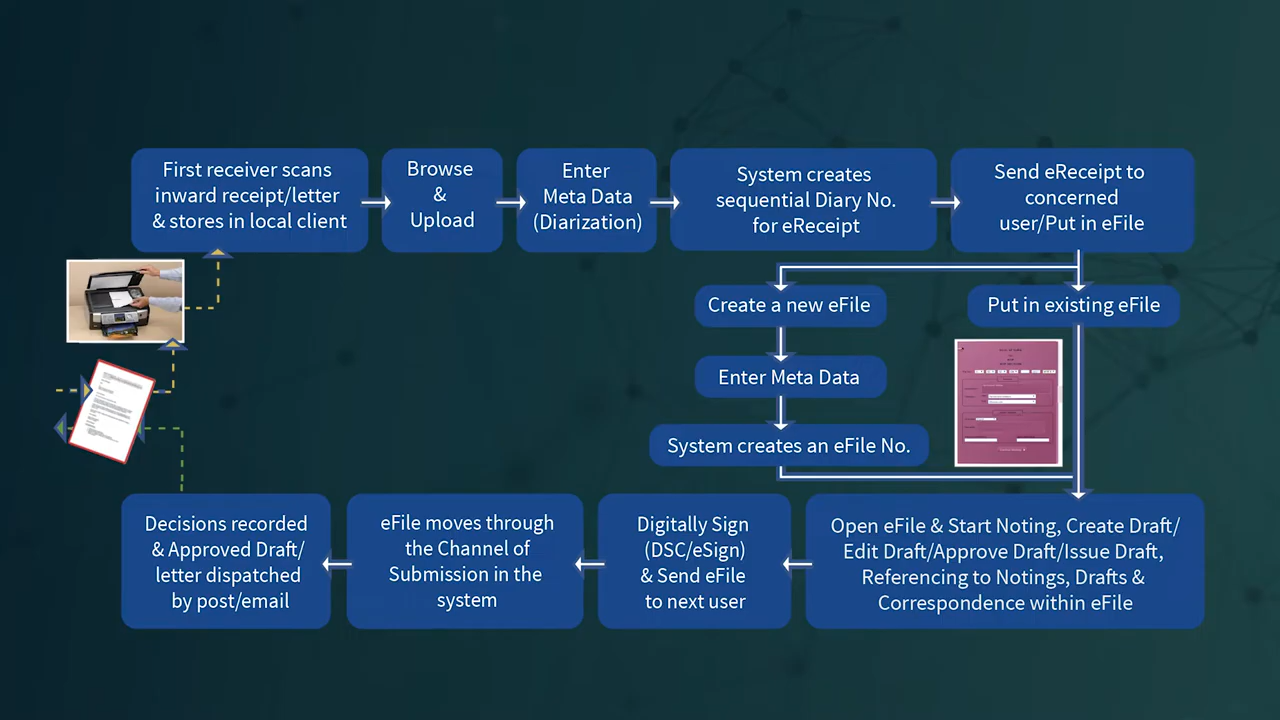 First receiver scans
inward receipt/letter
& stores in local client
Browse
&
Upload
Enter
Meta Data
(Diarization)
System creates
sequential Diary No.
for eReceipt
Send eReceipt to
concerned
user/Put in eFile
Create a new eFile
Put in existing eFile
Enter Meta Data
System creates an eFile No.
Decisions recorded
& Approved Draft/
letter dispatched
by post/email
eFile moves through
the Channel of
Submission in the
system
Digitally Sign
(DSC/eSign)
& Send eFile
to next user
Open eFile & Start Noting, Create Draft/
Edit Draft/Approve Draft/Issue Draft,
Referencing to Notings, Drafts &
Correspondence within eFile